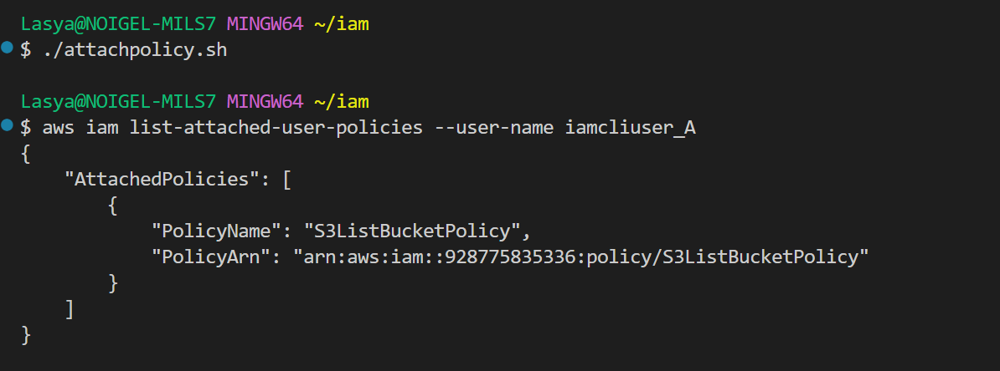 Lasya@NOIGEL-MILS7 MINGW64 ~/iam
$ ./attachpolicy.sh
Lasya@NOIGEL-MILS7 MINGW64 ~/iam
$ aws iam list-attached-user-policies --user-name iamcliuser_A
{
    "AttachedPolicies": [
        {
            "PolicyName": "S3ListBucketPolicy",
            "PolicyArn": "arn:aws:iam::928775835336:policy/S3ListBucketPolicy"
        }
    ]
}